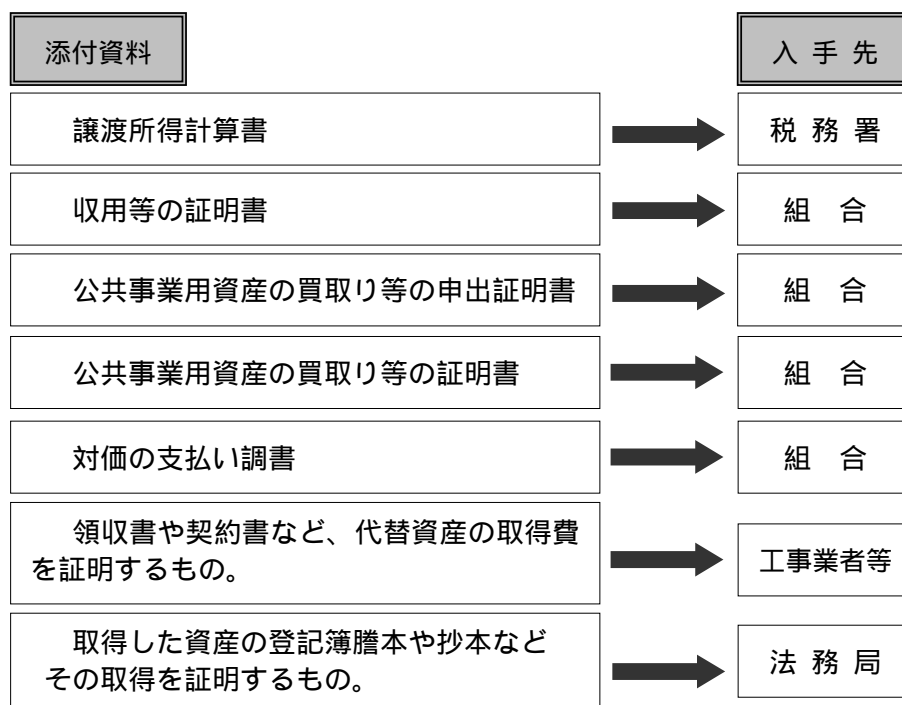 添付資料 入手先
譲渡所得計算書 税務署
収用等の証明書 組合
公共事業用資産の買取り等の申出証明書 組合
公共事業用資産の買取り等の証明書 組合
対価の支払い調書 組合
領収書や契約書など、代替資産の取得費
を証明するもの。
工事業者等
取得した資産の登記簿謄本や抄本など
その取得を証明するもの。
法務局